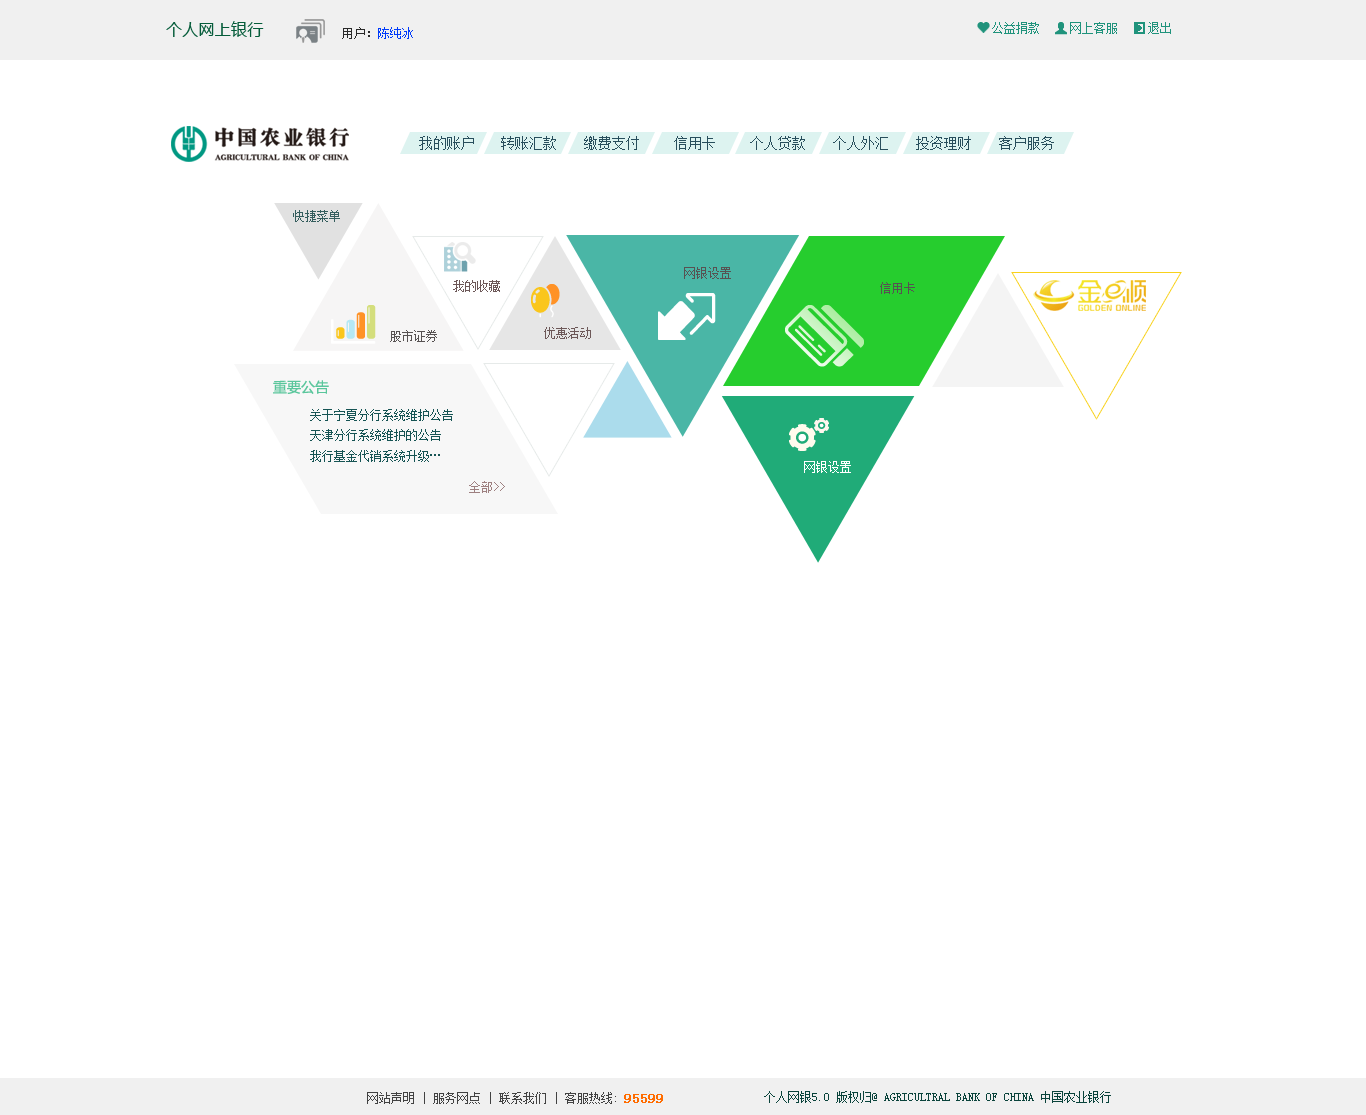 个人网上银行
用户：陈纯冰
公益捐款 网上客服 退出
中国农业银行
AGRICULTURAL BANK OF CHINA
我的账户 转账汇款 缴费支付 信用卡 个人贷款 个人外汇 投资理财 客户服务
快捷菜单
我的收藏
股市证券
优惠活动
网银设置
信用卡
金e顺
GOLDEN ONLINE
重要公告
关于宁夏分行系统维护公告
天津分行系统维护的公告
我行基金代销系统升级…
全部>>
网银设置
网站声明 | 服务网点 | 联系我们 | 客服热线: 95599
个人网银5.0 版权归@ AGRICULTRAL BANK OF CHINA 中国农业银行